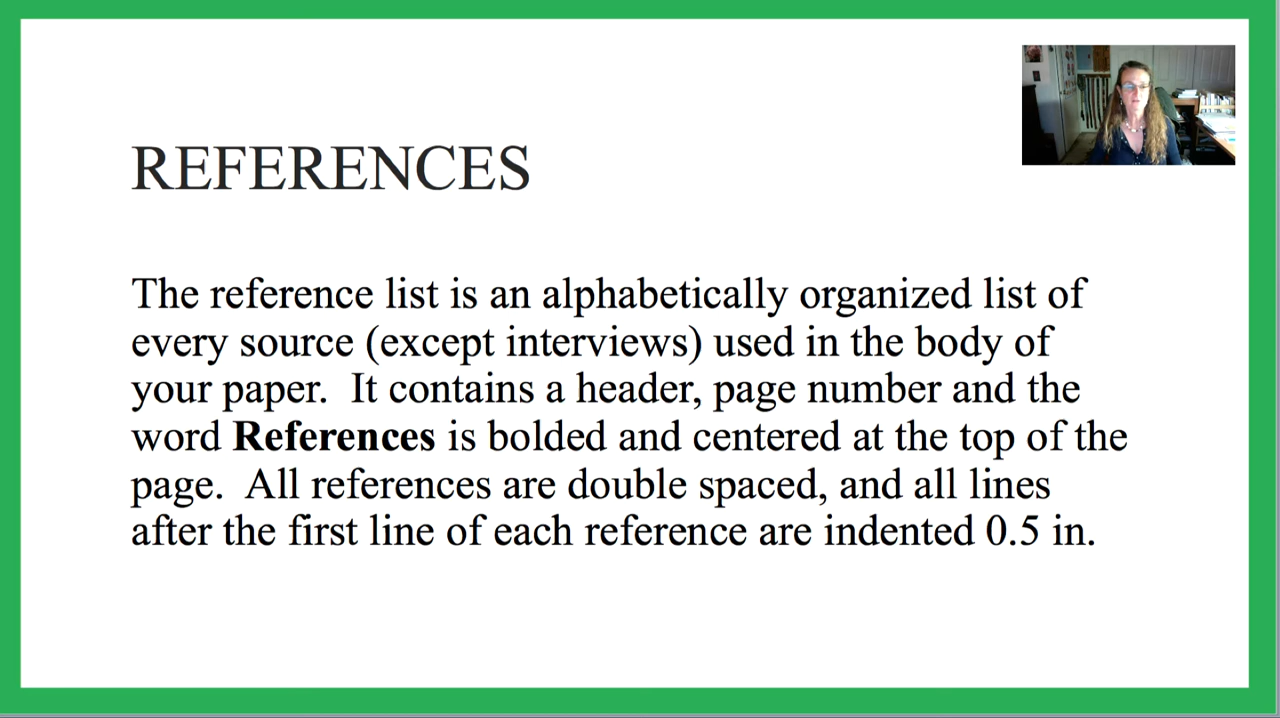 REFERENCES
The reference list is an alphabetically organized list of
every source (except interviews) used in the body of
your paper.  It contains a header, page number and the
word References is bolded and centered at the top of the
page.  All references are double spaced, and all lines
after the first line of each reference are indented 0.5 in.